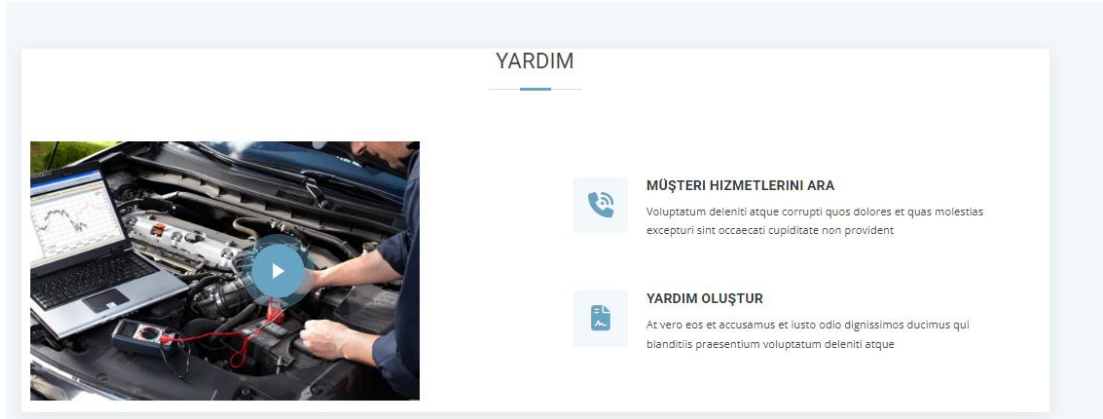 YARDIM
MÜŞTERI HIZMETLERINI ARA
Voluptatum deleniti atque corrupti quos dolores et quas molestias
excepturi sint occaecati cupiditate non provident
YARDIM OLUŞTUR
At vero eos et accusamus et iusto odio dignissimos ducimus qui
blanditiis praesentium voluptatum deleniti atque